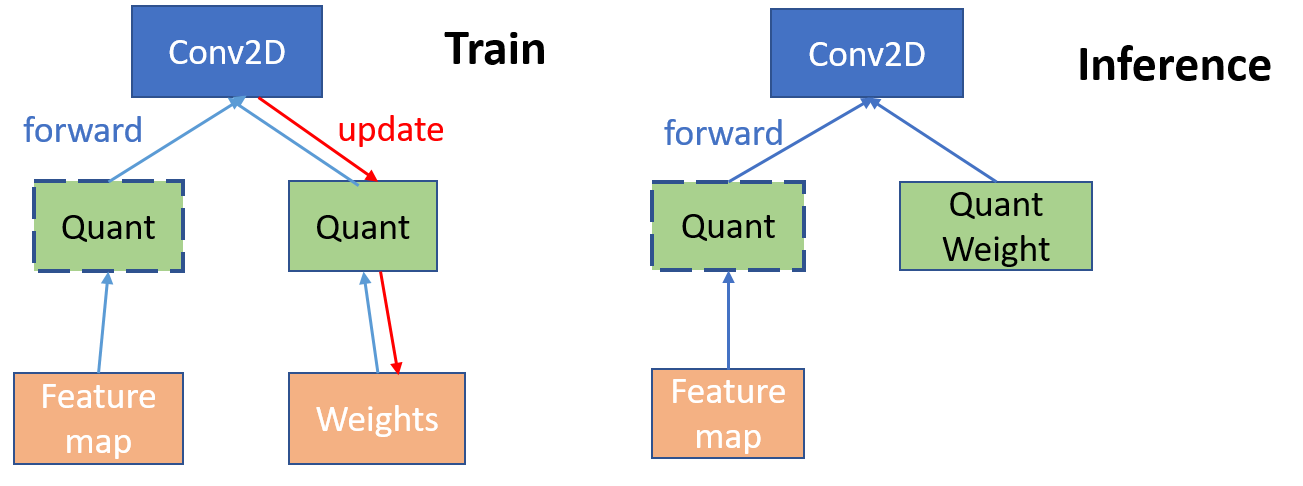 Conv2D
Train
forward
update
Quant
Quant
Feature
map
Weights
Conv2D
Inference
forward
Quant
Quant
Weight
Feature
map